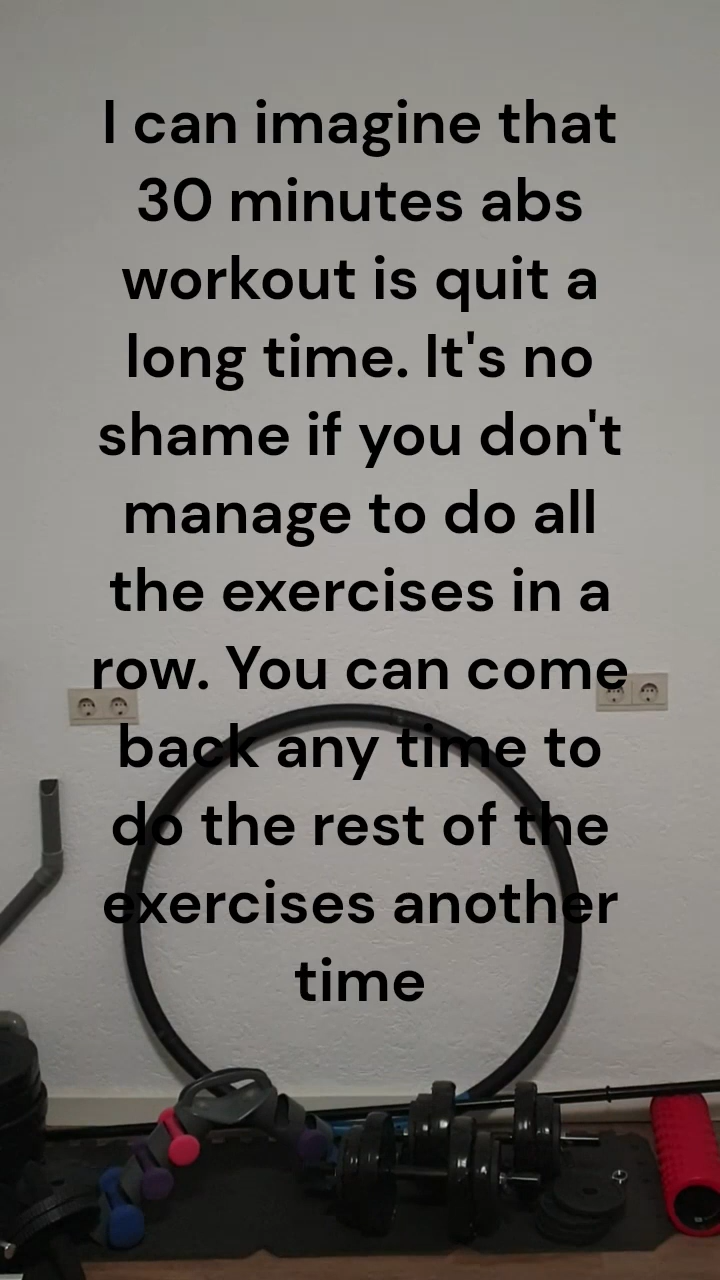 I can imagine that
30 minutes abs
workout is quit a
long time. It's no
shame if you don't
manage to do all
the exercises in a
row. You can come
back any time to
do the rest of the
exercises another
time